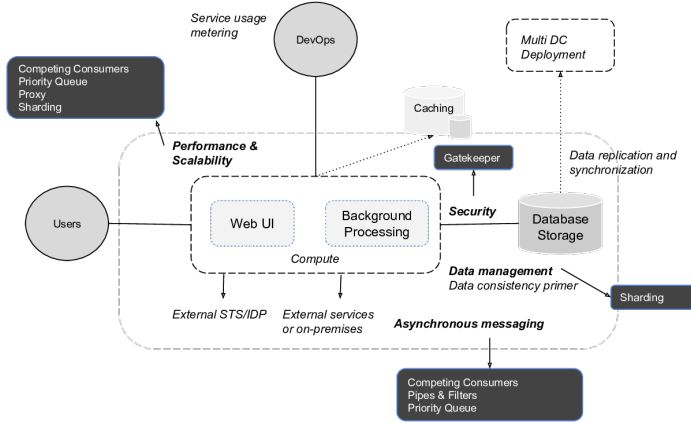 Service usage
metering
DevOps
Multi DC
Deployment
Competing Consumers
Priority Queue
Proxy
Sharding
Caching
Performance &
Scalability
Gatekeeper
Data replication and
synchronization
Users
Web UI
Background
Processing
Compute
Security
Database
Storage
Data management
Data consistency primer
Sharding
External STS/IDP
External services
or on-premises
Asynchronous messaging
Competing Consumers
Pipes & Filters
Priority Queue